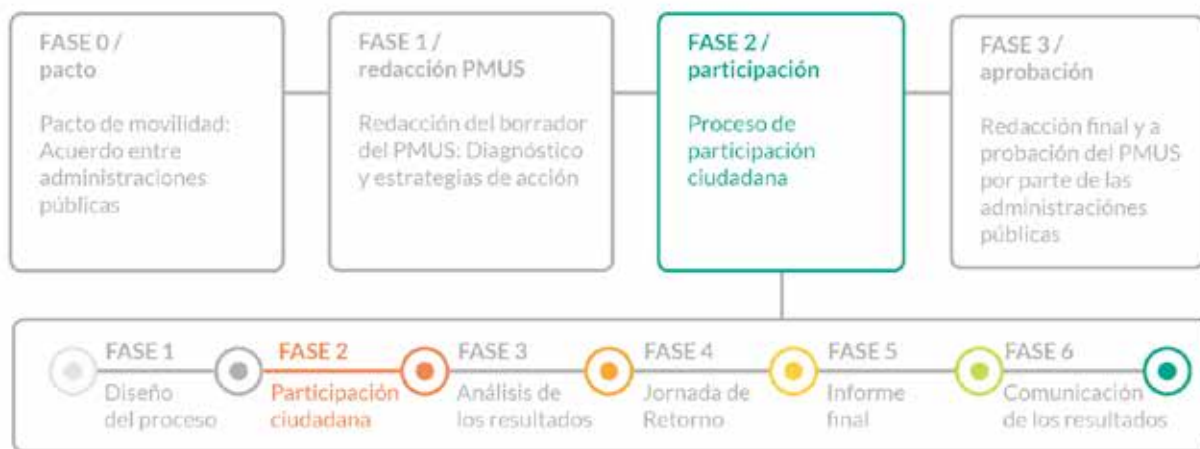 FASE 0 /
pacto
Pacto de movilidad:
Acuerdo entre
administraciones
públicas
FASE 1 /
redacción PMUS
Redacción del borrador
del PMUS: Diagnóstico
y estrategias de acción
FASE 2 /
participación
Proceso de
participación
ciudadana
FASE 3 /
aprobación
Redacción final y a
probación del PMUS
por parte de las
administraciónes
públicas
FASE 1
Diseño
del proceso
FASE 2
Participación
ciudadana
FASE 3
Análisis de
los resultados
FASE 4
Jornada de
Retorno
FASE 5
Informe
final
FASE 6
Comunicación
de los resultados